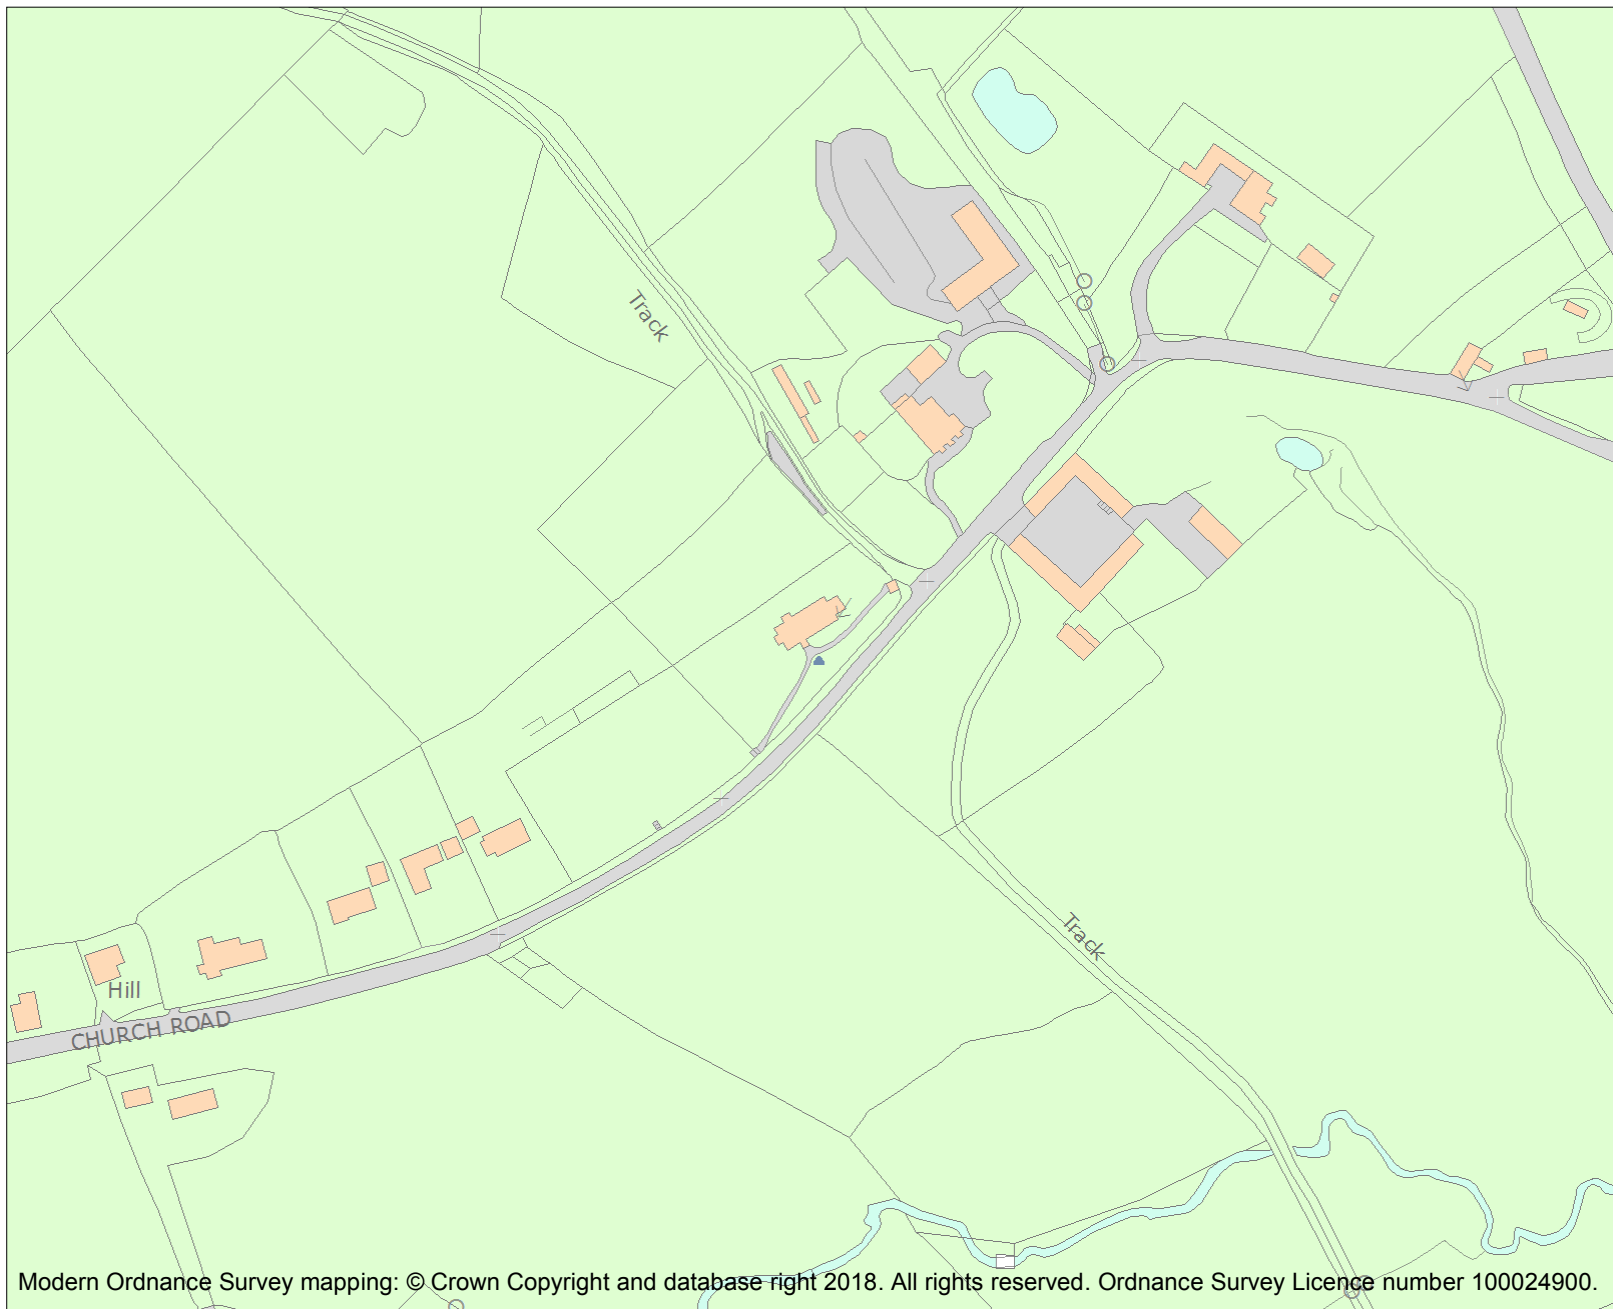 Track
Track
Hill
CHURCH ROAD
Modern Ordnance Survey mapping: © Crown Copyright and database right 2018. All rights reserved. Ordnance Survey Licence number 100024900.